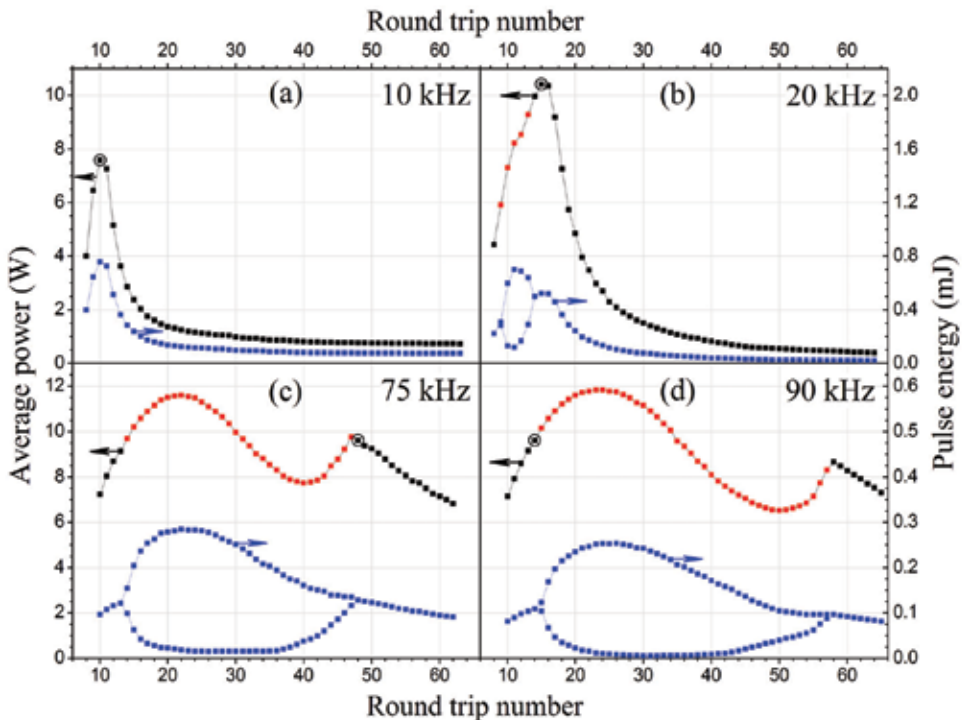 Round trip number
10 20 30 40 50 60 10 20 30 40 50 60
(a) 10 kHz (b) 20 kHz
10 8 6 4 2 0
2.0 1.6 1.2 0.8 0.4 0.0
Average power (W)
Pulse energy (mJ)
(c) 75 kHz (d) 90 kHz
12 10 8 6 4 2 0
0.6 0.5 0.4 0.3 0.2 0.1 0.0
10 20 30 40 50 60 10 20 30 40 50 60
Round trip number